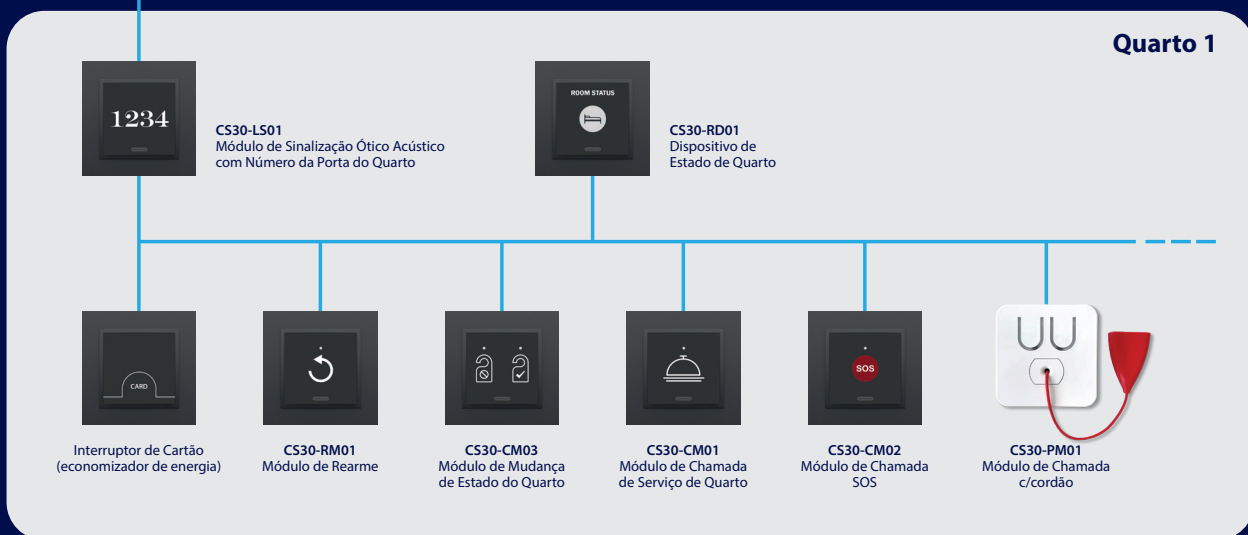 Quarto 1
1234
CS30-LS01
Módulo de Sinalização Ótico Acústico
com Número da Porta do Quarto
ROOM STATUS
CS30-RD01
Dispositivo de
Estado de Quarto
CARD
Interruptor de Cartão
(economizador de energia)
CS30-RM01
Módulo de Rearme
CS30-CM03
Módulo de Mudança
de Estado do Quarto
CS30-CM01
Módulo de Chamada
de Serviço de Quarto
SOS
CS30-CM02
Módulo de Chamada
SOS
CS30-PM01
Módulo de Chamada
c/cordão